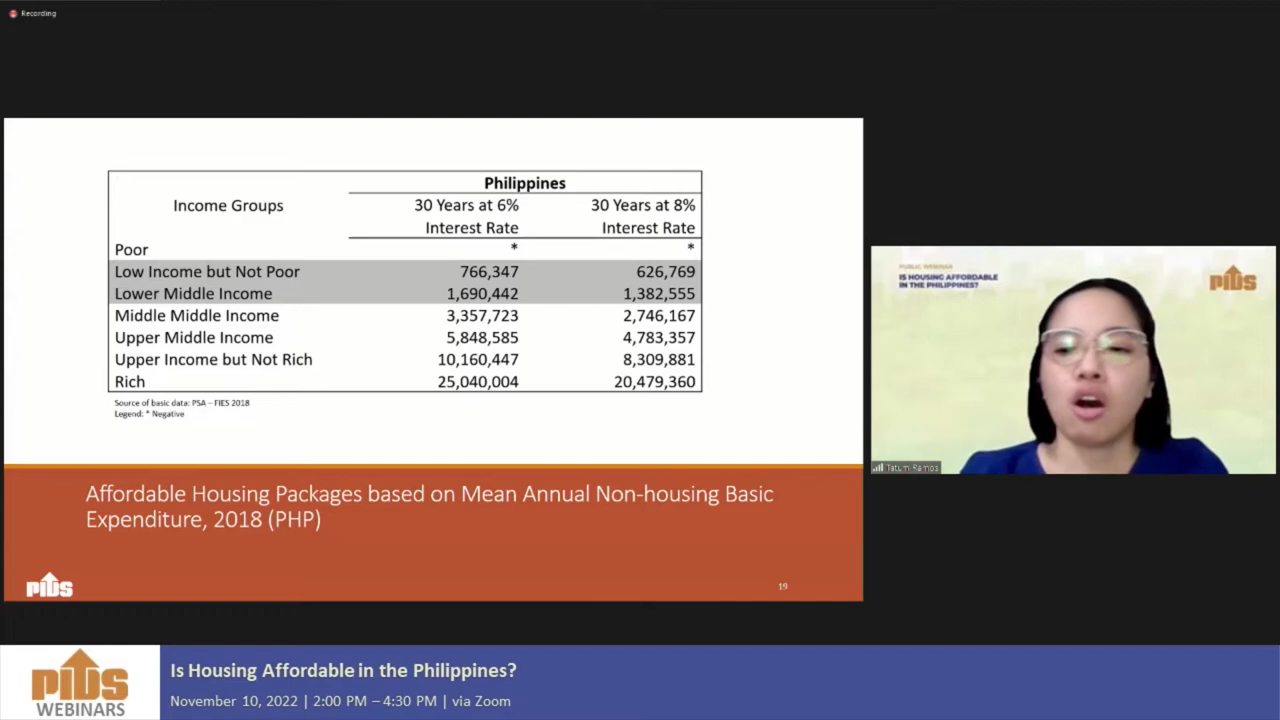 Recording
Philippines
Income Groups 30 Years at 6% 30 Years at 8%
Interest Rate Interest Rate
Poor * *
Low Income but Not Poor 766,347 626,769
Lower Middle Income 1,690,442 1,382,555
Middle Middle Income 3,357,723 2,746,167
Upper Middle Income 5,848,585 4,783,357
Upper Income but Not Rich 10,160,447 8,309,881
Rich 25,040,004 20,479,360
Source of basic data: PSA – FIES 2018
Legend: * Negative
Affordable Housing Packages based on Mean Annual Non-housing Basic
Expenditure, 2018 (PHP)
PIDS
19
PUBLIC WEBINAR
IS HOUSING AFFORDABLE
IN THE PHILIPPINES?
PIDS
Tatum Ramos
PIDS
WEBINARS
Is Housing Affordable in the Philippines?
November 10, 2022 | 2:00 PM – 4:30 PM | via Zoom